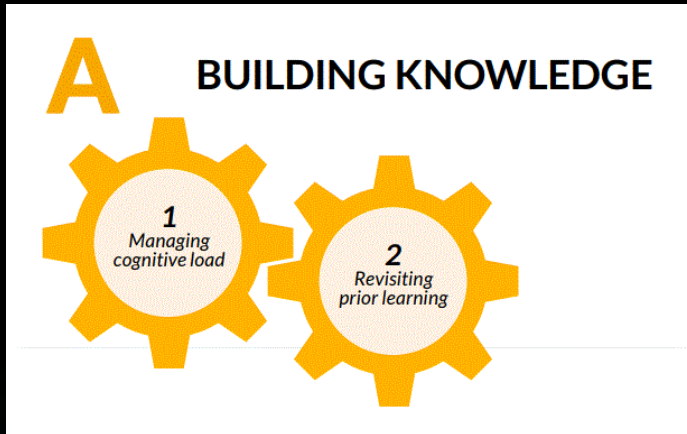 A
BUILDING KNOWLEDGE
1
Managing
cognitive load
2
Revisiting
prior learning